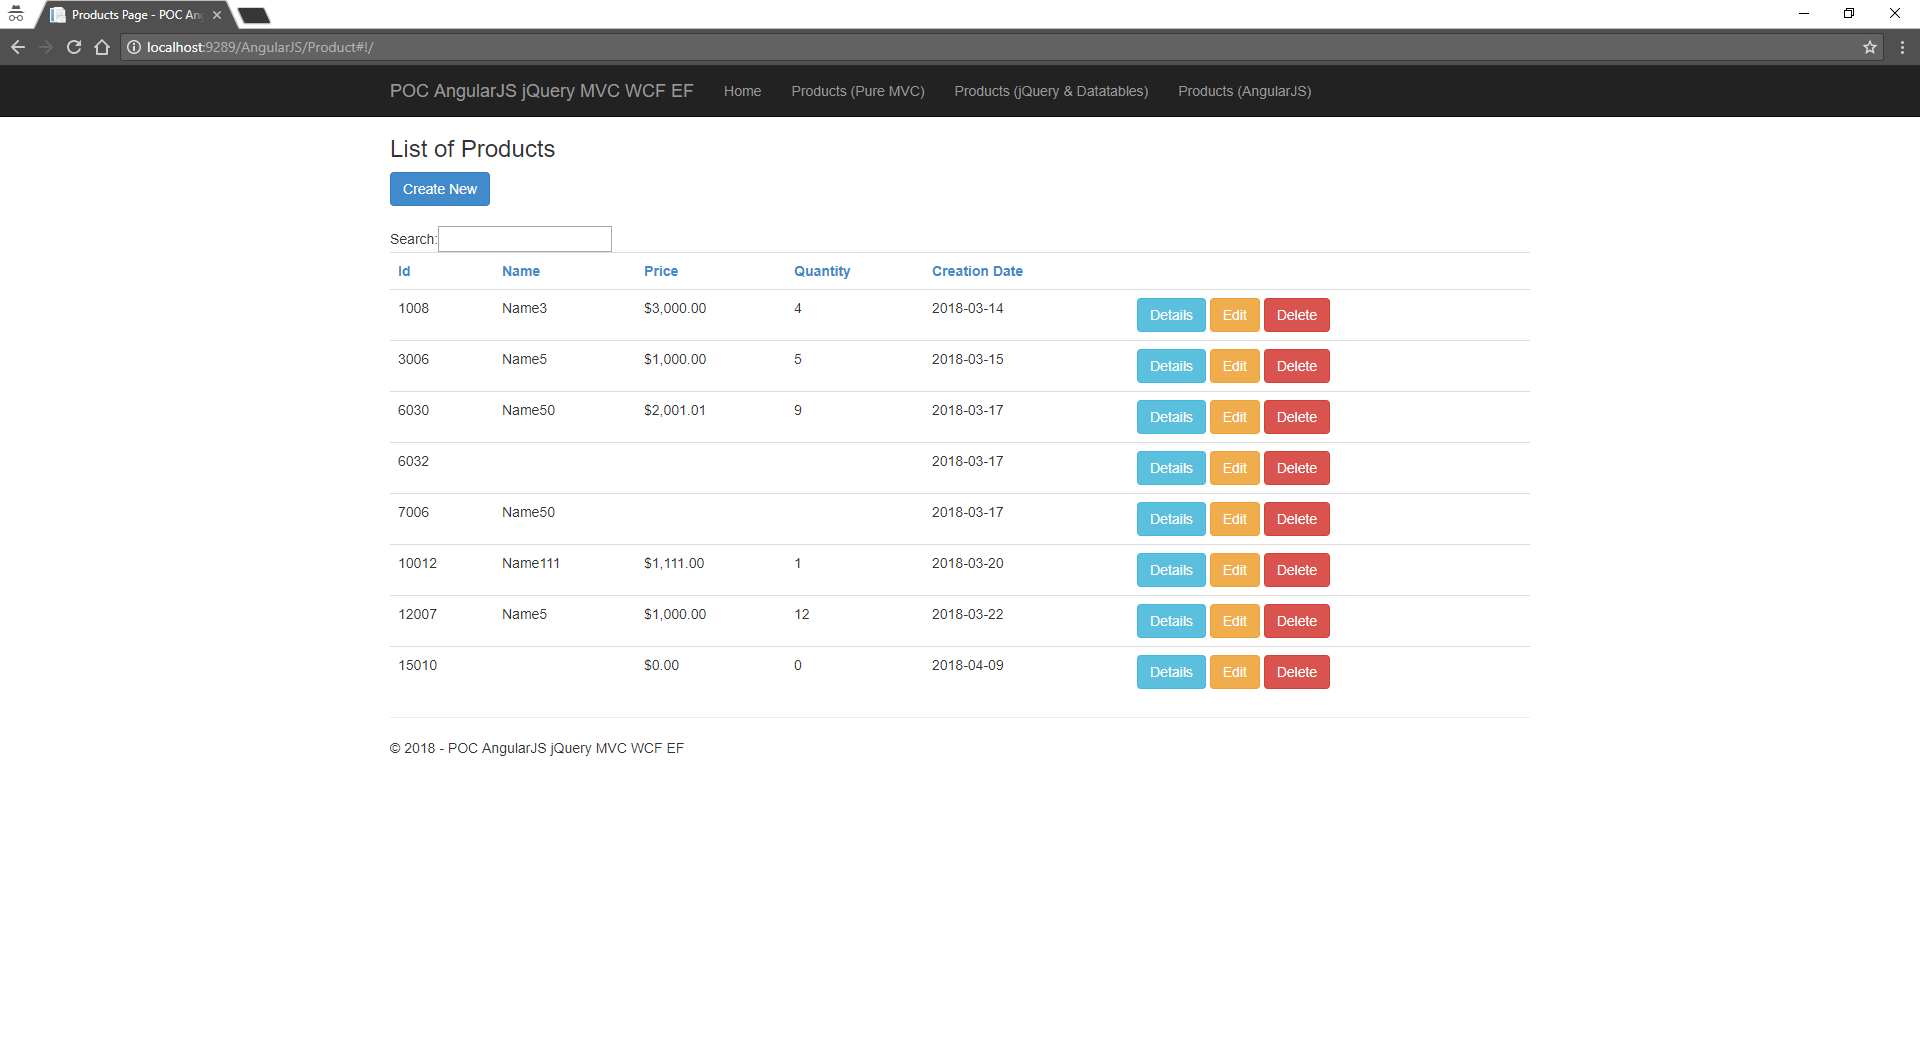 Products Page - POC An
localhost:9289/AngularJS/Product#!/
POC AngularJS jQuery MVC WCF EF Home Products (Pure MVC) Products (jQuery & Datatables) Products (AngularJS)
List of Products
Create New
Search:
Id Name Price Quantity Creation Date
1008 Name3 $3,000.00 4 2018-03-14 Details Edit Delete
3006 Name5 $1,000.00 5 2018-03-15 Details Edit Delete
6030 Name50 $2,001.01 9 2018-03-17 Details Edit Delete
6032 2018-03-17 Details Edit Delete
7006 Name50 2018-03-17 Details Edit Delete
10012 Name111 $1,111.00 1 2018-03-20 Details Edit Delete
12007 Name5 $1,000.00 12 2018-03-22 Details Edit Delete
15010 $0.00 0 2018-04-09 Details Edit Delete
© 2018 - POC AngularJS jQuery MVC WCF EF